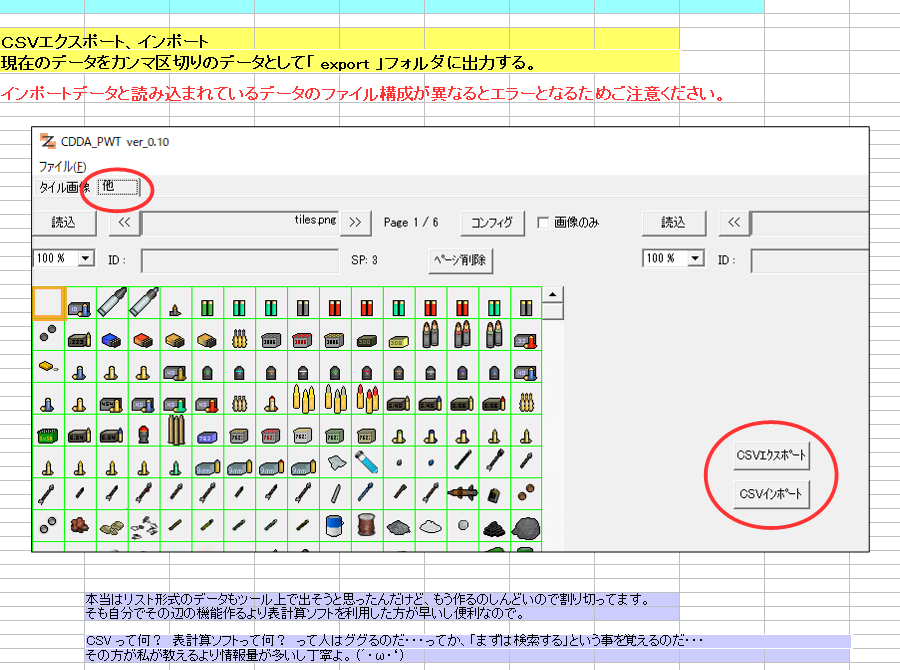 CSVエクスポート、インポート
現在のデータをカンマ区切りのデータとして「 export 」フォルダに出力する。
インポートデータと読み込まれているデータのファイル構成が異なるとエラーとなるためご注意ください。
CDDA_PWT ver_0.10
ファイル(F)
タイル画像 他
読込 << tiles.png >> Page 1 / 6 コンフィグ 画像のみ 読込 <<
100 % ID : SP: 3 ページ削除 100 % ID :
CSVエクスポート
CSVインポート
本当はリスト形式のデータもツール上で出そうと思ったんだけど、もう作るのしんどいので割り切ってます。
そも自分でその辺の機能作るより表計算ソフトを利用した方が早いし便利なので。
CSV って何？ 表計算ソフトって何？ って人はググるのだ・・・ってか、「まずは検索する」という事を覚えるのだ・・・
その方が私が教えるより情報量が多いし丁寧よ。(´・ω・`)